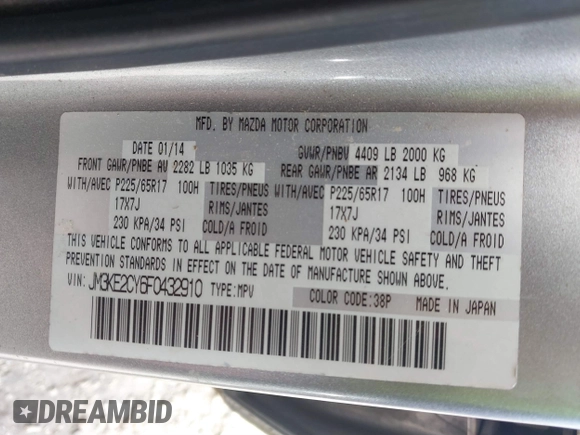 MFD. BY MAZDA MOTOR CORPORATION
DATE 01/14 GVWR/PNBV 4409 LB 2000 KG
FRONT GAWR/PNBE AV 2282 LB 1035 KG REAR GAWR/PNBE AR 2134 LB 968 KG
WITH/AVEC P225/65R17 100H TIRES/PNEUS WITH/AVEC P225/65R17 100H TIRES/PNEUS
17X7J RIMS/JANTES 17X7J RIMS/JANTES
230 KPA/34 PSI COLD/A FROID 230 KPA/34 PSI COLD/A FROID
THIS VEHICLE CONFORMS TO ALL APPLICABLE FEDERAL MOTOR VEHICLE SAFETY AND THEFT
PREVENTION STANDARDS IN EFFECT ON THE DATE OF MANUFACTURE SHOWN ABOVE.
VIN: JM3KE2CY6F0432910 TYPE:MPV COLOR CODE:38P MADE IN JAPAN
DREAMBID